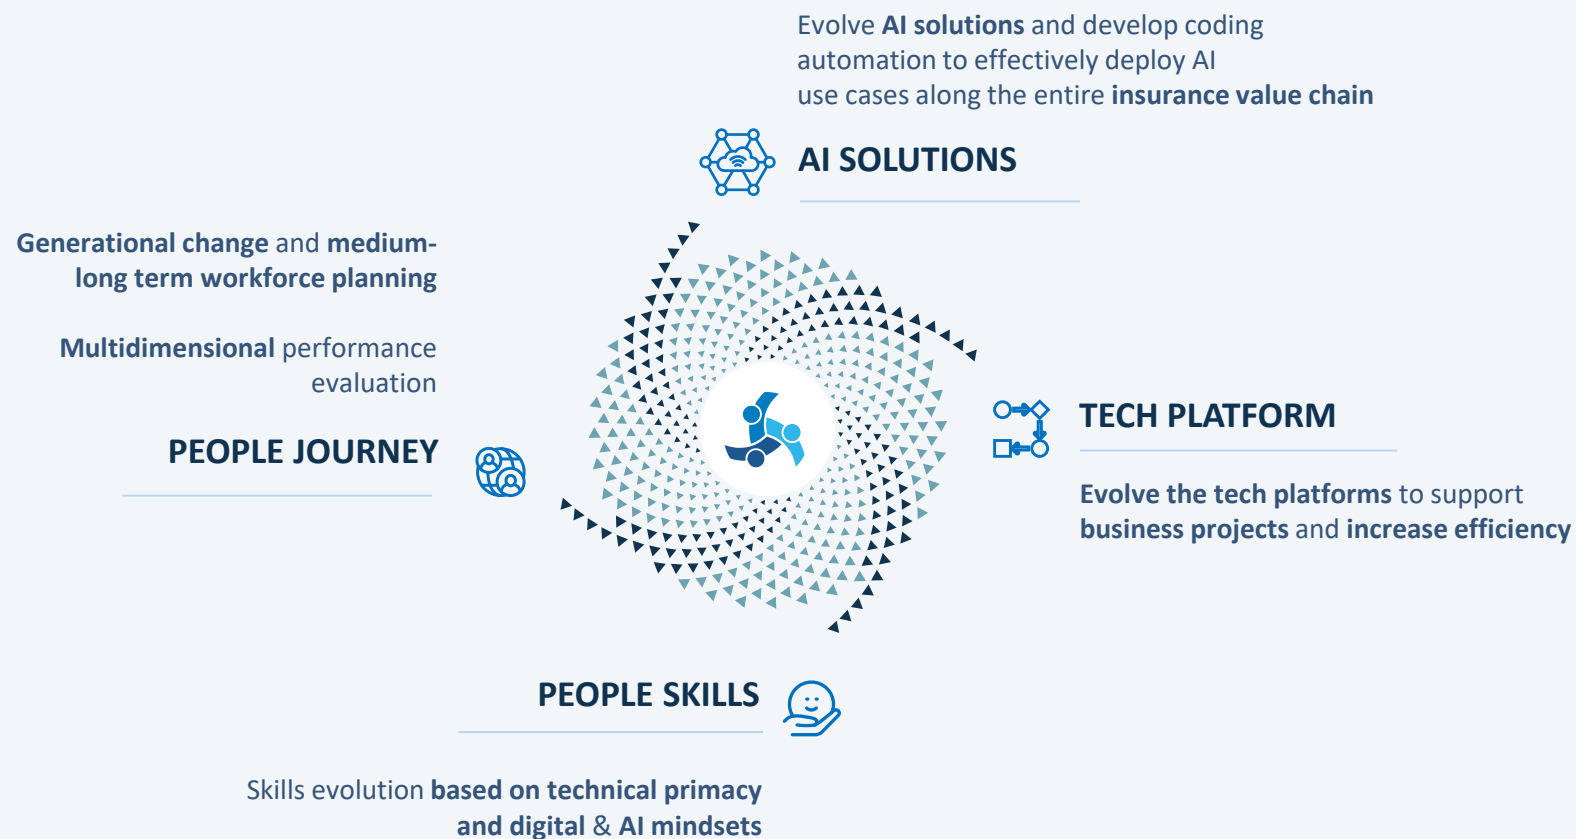 Evolve AI solutions and develop coding
automation to effectively deploy AI
use cases along the entire insurance value chain
AI SOLUTIONS
Generational change and medium-
long term workforce planning
Multidimensional performance
evaluation
PEOPLE JOURNEY
TECH PLATFORM
Evolve the tech platforms to support
business projects and increase efficiency
PEOPLE SKILLS
Skills evolution based on technical primacy
and digital & AI mindsets